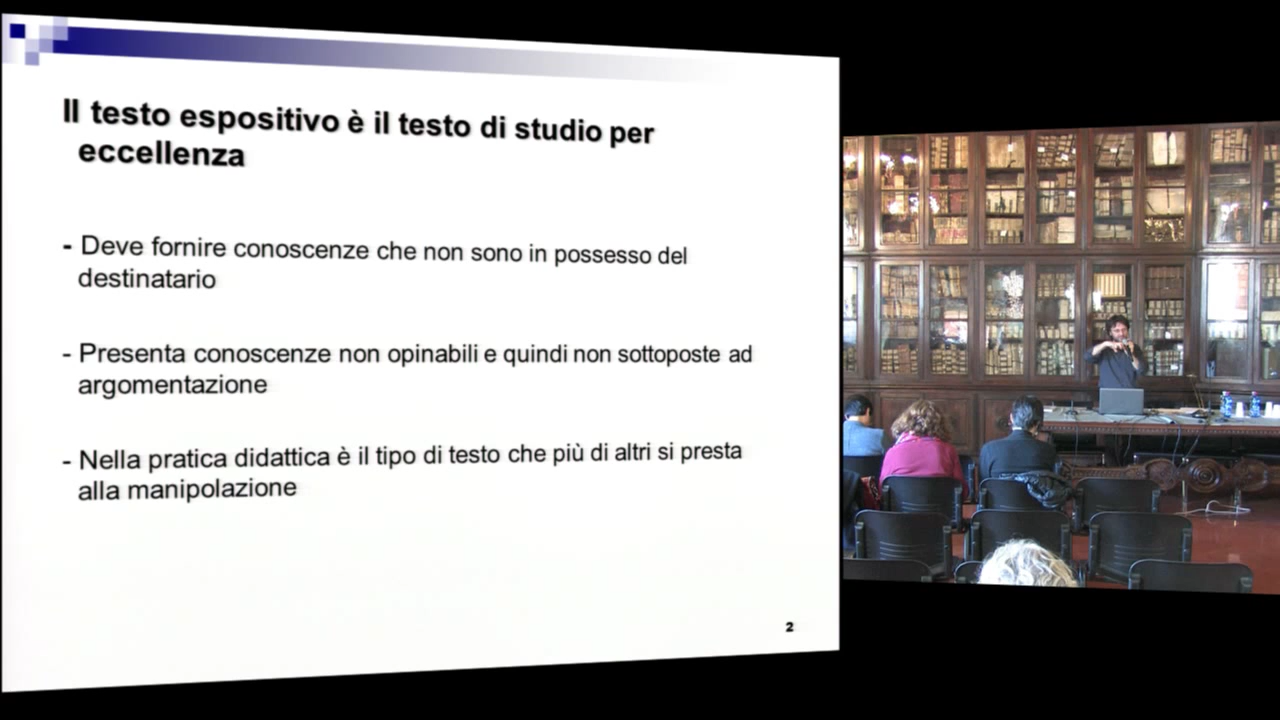 Il testo espositivo è il testo di studio per
eccellenza
- Deve fornire conoscenze che non sono in possesso del
destinatario
- Presenta conoscenze non opinabili e quindi non sottoposte ad
argomentazione
- Nella pratica didattica è il tipo di testo che più di altri si presta
alla manipolazione
2